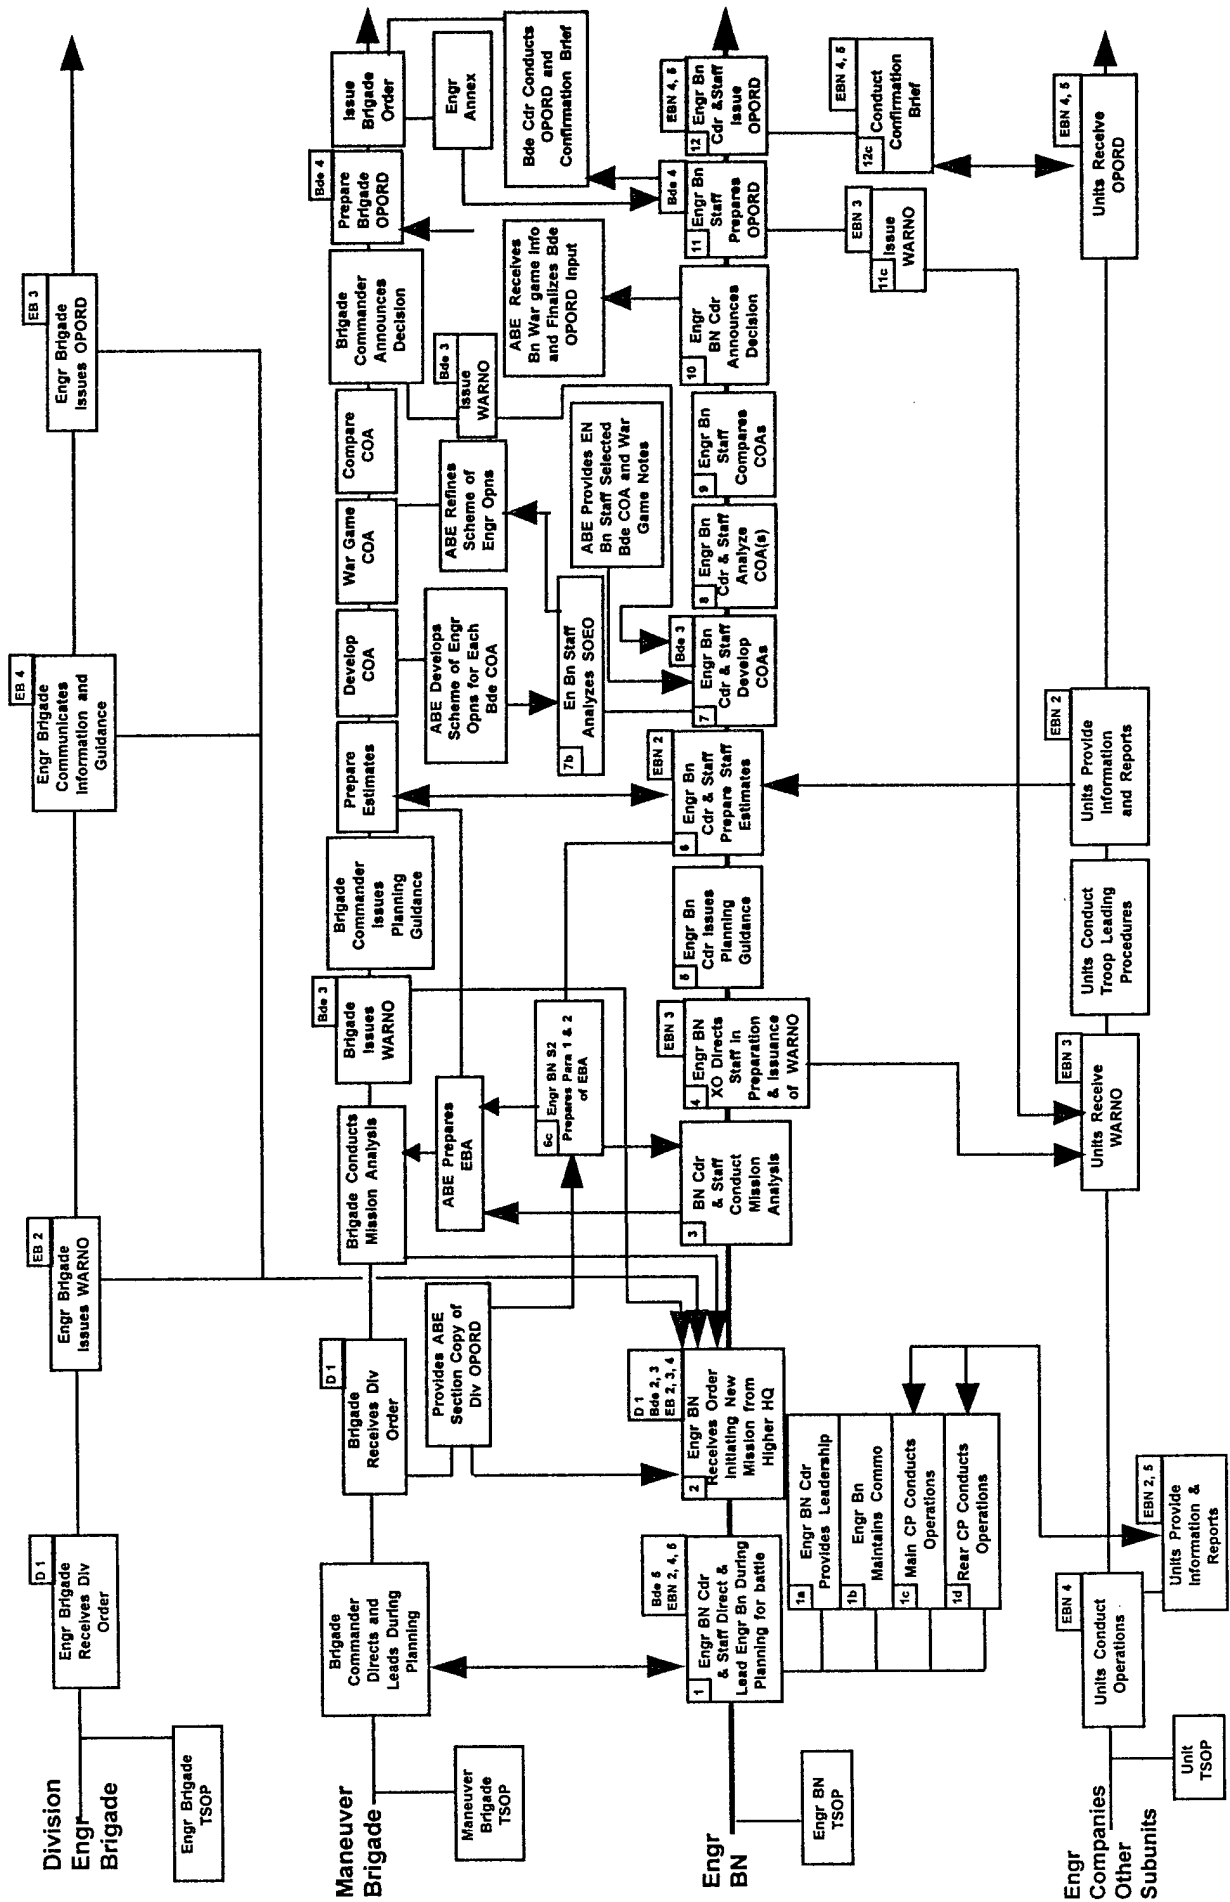 Division
Engr
Brigade
Engr Brigade
TSOP
D 1
Engr Brigade
Receives Div
Order
EB 2
Engr Brigade
Issues WARNO
EB 4
Engr Brigade
Communicates
Information and
Guidance
EB 3
Engr Brigade
Issues OPORD
Maneuver
Brigade
Maneuver
Brigade
TSOP
Brigade
Commander
Directs and
Leads During
Planning
D 1
Brigade
Receives Div
Order
Provides ABE
Section Copy of
Div OPORD
Brigade Conducts
Mission Analysis
ABE Prepares
EBA
Bde 3
Brigade
Issues
WARNO
Brigade
Commander
Issues
Planning
Guidance
Prepare
Estimates
Develop
COA
ABE Develops
Scheme of Engr
Opns for Each
Bde COA
War Game
COA
ABE Refines
Scheme of
Engr Opns
Compare
COA
Bde 3
Issue
WARNO
Brigade
Commander
Announces
Decision
Bde 4
Prepare
Brigade
OPORD
Issue
Brigade
Order
Engr
Annex
Bde Cdr Conducts
OPORD and
Confirmation Brief
ABE Receives
Bn War game Info
and Finalizes Bde
OPORD Input
ABE Provides EN
Bn Staff Selected
Bde COA and War
Game Notes
7b
En Bn Staff
Analyzes SOEO
6c
Engr BN S2
Prepares Para 1 & 2
of EBA
Engr
BN
Engr BN
TSOP
Bde 5
EBN 2, 4, 5
1
Engr BN Cdr
& Staff Direct &
Lead Engr Bn During
Planning for battle
1a
Engr BN Cdr
Provides Leadership
1b
Engr Bn
Maintains Commo
1c
Main CP Conducts
Operations
1d
Rear CP Conducts
Operations
D 1
Bde 2, 3
EB 2, 3, 4
2
Engr BN
Receives Order
Initiating New
Mission from
Higher HQ
3
BN Cdr
& Staff
Conduct
Mission
Analysis
EBN 3
4
Engr BN
XO Directs
Staff in
Preparation
& Issuance
of WARNO
5
Engr Bn
Cdr Issues
Planning
Guidance
EBN 2
6
Engr Bn
Cdr & Staff
Prepare Staff
Estimates
Bde 3
7
Engr Bn
Cdr & Staff
Develop
COAs
8
Engr Bn
Cdr & Staff
Analyze
COA(s)
9
Engr Bn
Staff
Compares
COAs
10
Engr
BN Cdr
Announces
Decision
Bde 4
11
Engr Bn
Staff
Prepares
OPORD
EBN 4, 5
12
Engr Bn
Cdr &Staff
Issue
OPORD
EBN 3
11c
Issue
WARNO
EBN 4, 5
12c
Conduct
Confirmation
Brief
Engr
Companies
Other
Subunits
Unit
TSOP
EBN 4
Units Conduct
Operations
EBN 2, 5
Units Provide
Information &
Reports
EBN 3
Units Receive
WARNO
Units Conduct
Troop Leading
Procedures
EBN 2
Units Provide
Information
and Reports
EBN 4, 5
Units Receive
OPORD